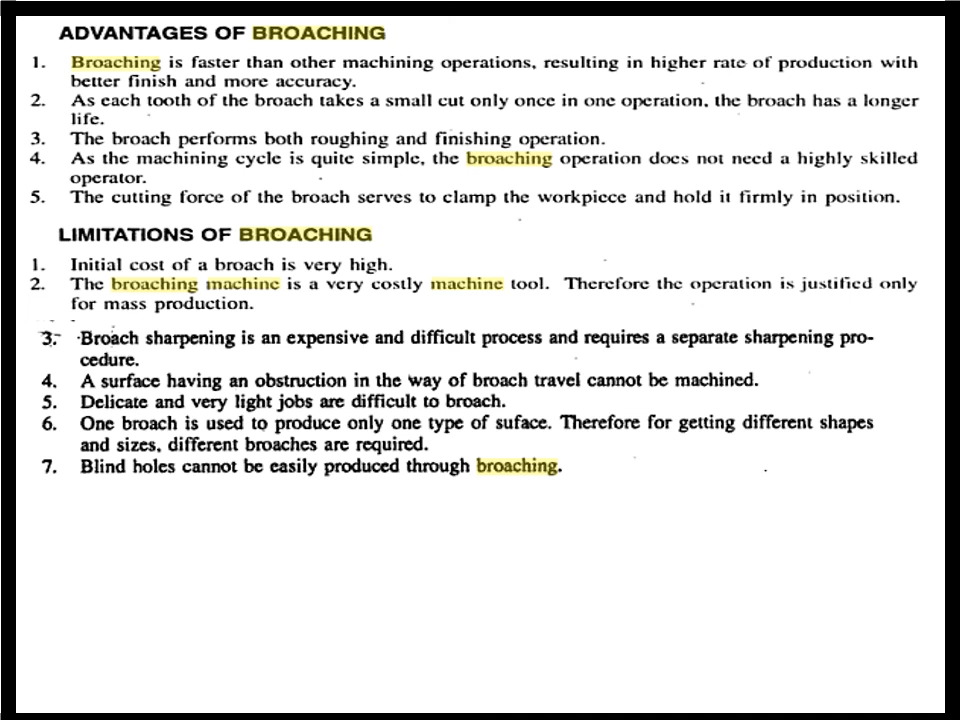 ADVANTAGES OF BROACHING
1. Broaching is faster than other machining operations, resulting in higher rate of production with
better finish and more accuracy.
2. As each tooth of the broach takes a small cut only once in one operation, the broach has a longer
life.
3. The broach performs both roughing and finishing operation.
4. As the machining cycle is quite simple, the broaching operation does not need a highly skilled
operator.
5. The cutting force of the broach serves to clamp the workpiece and hold it firmly in position.
LIMITATIONS OF BROACHING
1. Initial cost of a broach is very high.
2. The broaching machine is a very costly machine tool. Therefore the operation is justified only
for mass production.
3. Broach sharpening is an expensive and difficult process and requires a separate sharpening pro-
cedure.
4. A surface having an obstruction in the way of broach travel cannot be machined.
5. Delicate and very light jobs are difficult to broach.
6. One broach is used to produce only one type of suface. Therefore for getting different shapes
and sizes, different broaches are required.
7. Blind holes cannot be easily produced through broaching.